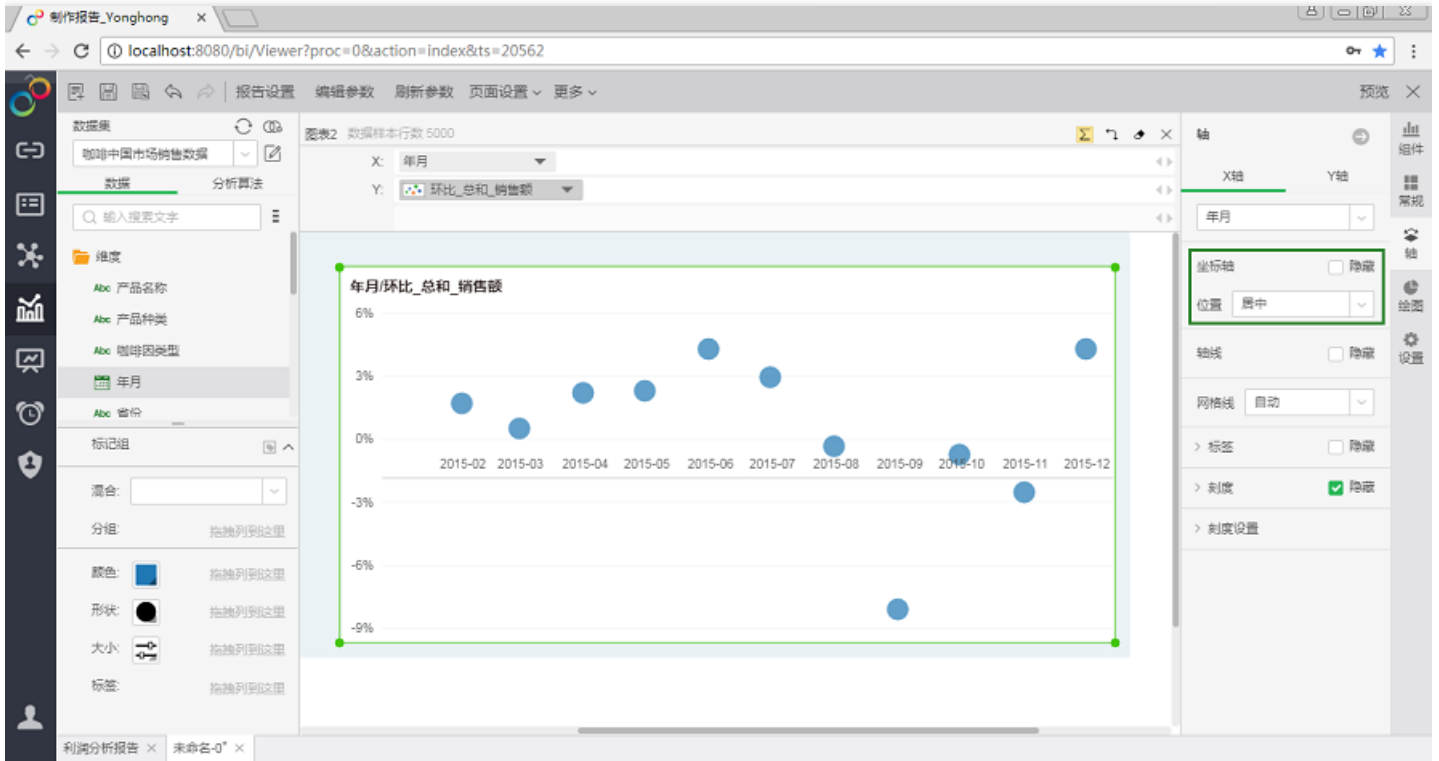 制作报告_Yonghong
localhost:8080/bi/Viewer?proc=0&action=index&ts=20562
报告设置 编辑参数 刷新参数 页面设置 更多 预览
数据集
咖啡中国市场销售数据
数据 分析算法
输入搜索文字
维度
Abc 产品名称
Abc 产品种类
Abc 咖啡因类型
年月
Abc 省份
标记组
混合:
分组: 拖拽列到这里
颜色: 拖拽列到这里
形状: 拖拽列到这里
大小: 拖拽列到这里
标签: 拖拽列到这里
图表2 数据样本行数 5000
X: 年月
Y: 环比_总和_销售额
年月/环比_总和_销售额
6%
3%
0%
2015-02 2015-03 2015-04 2015-05 2015-06 2015-07 2015-08 2015-09 2015-10 2015-11 2015-12
-3%
-6%
-9%
轴
X轴 Y轴
年月
坐标轴 隐藏
位置 居中
轴线 隐藏
网格线 自动
标签 隐藏
刻度 隐藏
刻度设置
组件
常规
轴
绘图
设置
利润分析报告 未命名-0*